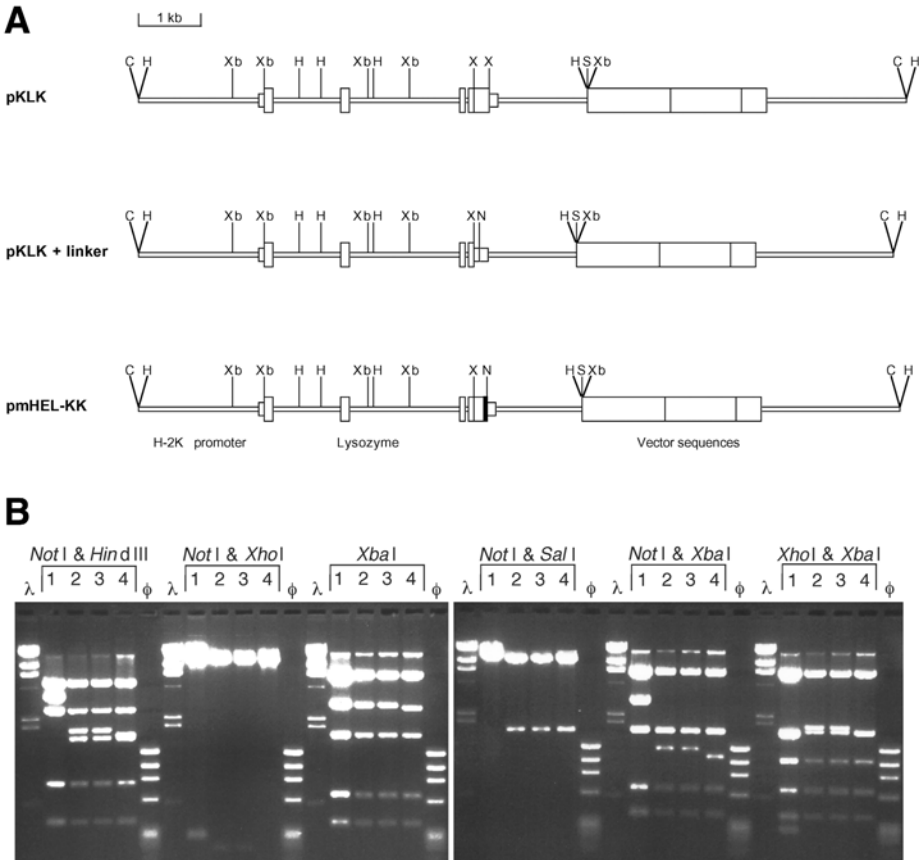 A
1 kb
C H Xb Xb H H Xb H Xb X X H S Xb C H
pKLK
C H Xb Xb H H Xb H Xb X N H S Xb C H
pKLK + linker
C H Xb Xb H H Xb H Xb X N H S Xb C H
pmHEL-KK
H-2K promoter Lysozyme Vector sequences
B
Not I & Hin d III Not I & Xho I Xba I Not I & Sal I Not I & Xba I Xho I & Xba I
λ 1 2 3 4 ϕ λ 1 2 3 4 ϕ λ 1 2 3 4 ϕ λ 1 2 3 4 ϕ λ 1 2 3 4 ϕ λ 1 2 3 4 ϕ